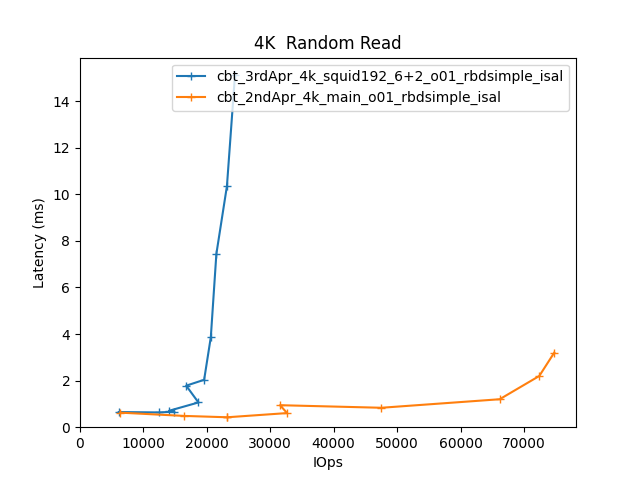 4K  Random Read
cbt_3rdApr_4k_squid192_6+2_o01_rbdsimple_isal
cbt_2ndApr_4k_main_o01_rbdsimple_isal
Latency (ms)
14
12
10
8
6
4
2
0
0 10000 20000 30000 40000 50000 60000 70000
IOps